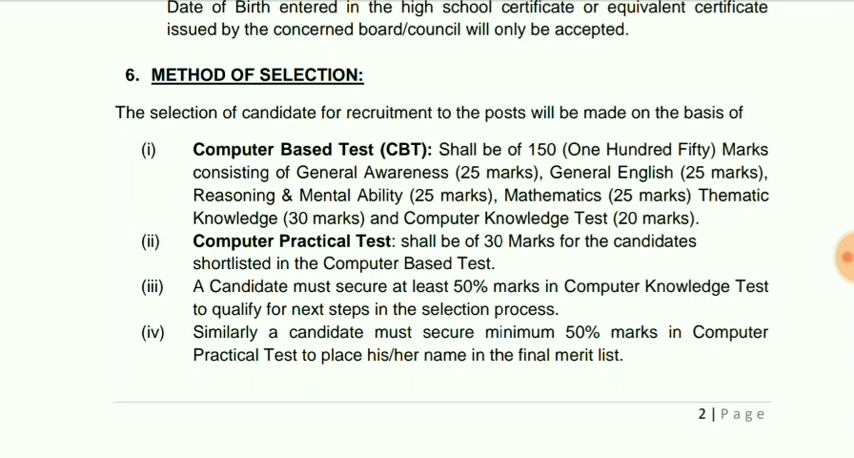 Date of Birth entered in the high school certificate or equivalent certificate
issued by the concerned board/council will only be accepted.
6. METHOD OF SELECTION:
The selection of candidate for recruitment to the posts will be made on the basis of
(i) Computer Based Test (CBT): Shall be of 150 (One Hundred Fifty) Marks
consisting of General Awareness (25 marks), General English (25 marks),
Reasoning & Mental Ability (25 marks), Mathematics (25 marks) Thematic
Knowledge (30 marks) and Computer Knowledge Test (20 marks).
(ii) Computer Practical Test: shall be of 30 Marks for the candidates
shortlisted in the Computer Based Test.
(iii) A Candidate must secure at least 50% marks in Computer Knowledge Test
to qualify for next steps in the selection process.
(iv) Similarly a candidate must secure minimum 50% marks in Computer
Practical Test to place his/her name in the final merit list.
2 | Page